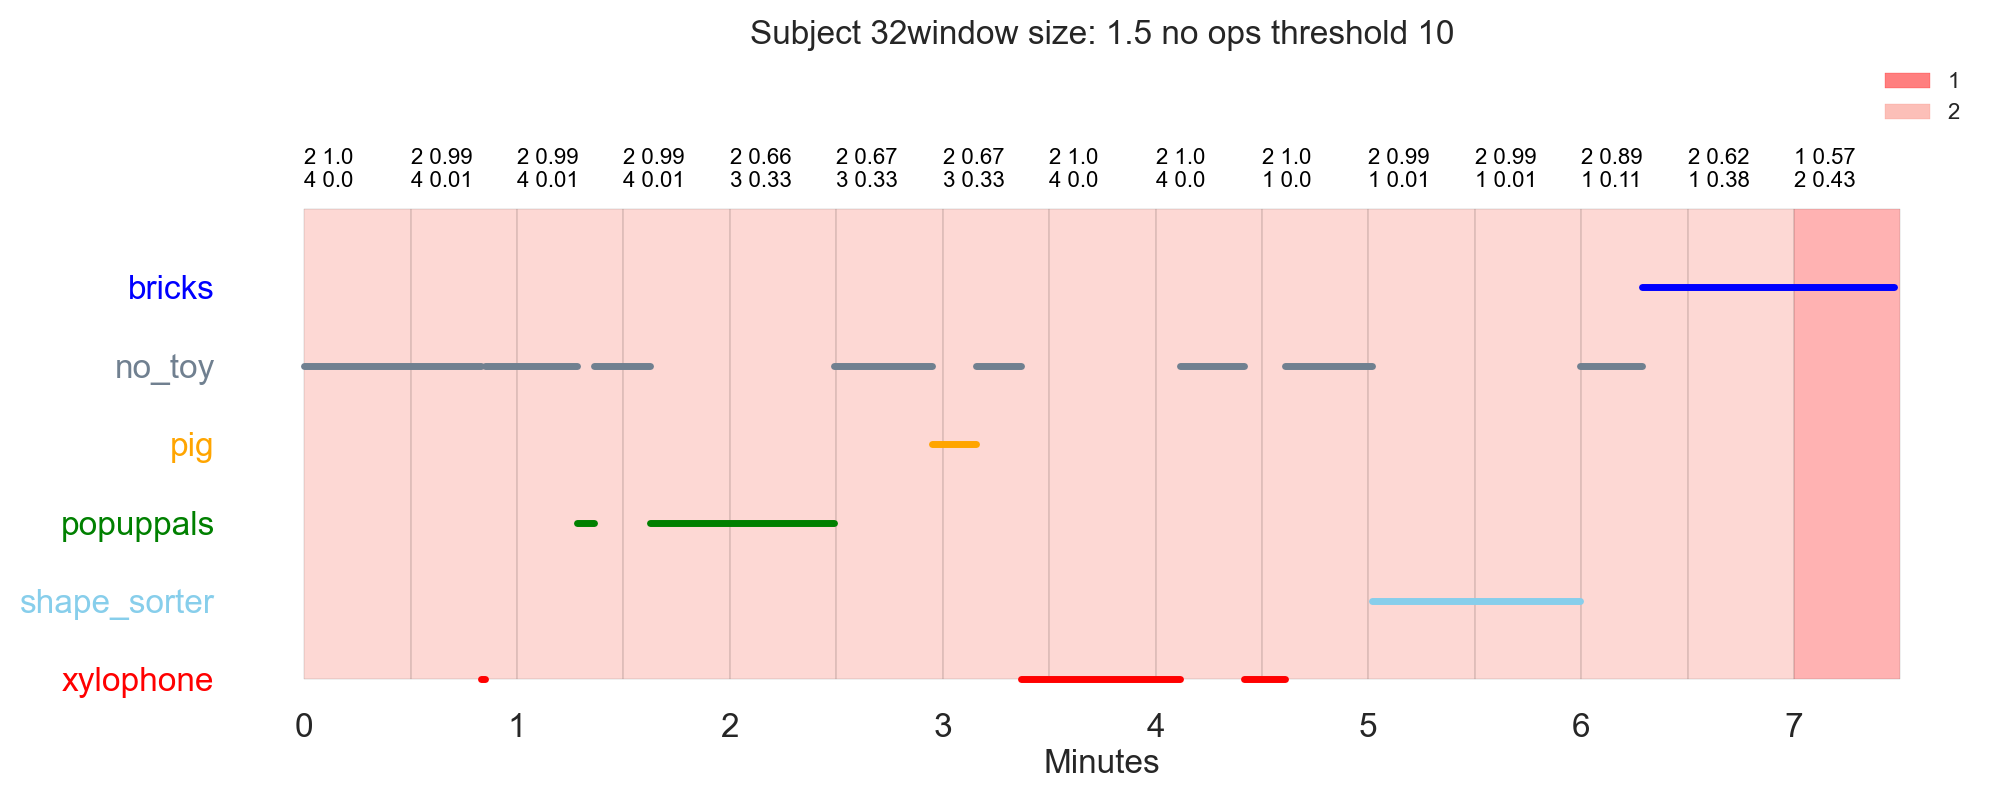 Subject 32window size: 1.5 no ops threshold 10
1
2
2 1.0 2 0.99 2 0.99 2 0.99 2 0.66 2 0.67 2 0.67 2 1.0 2 1.0 2 1.0 2 0.99 2 0.99 2 0.89 2 0.62 1 0.57
4 0.0 4 0.01 4 0.01 4 0.01 3 0.33 3 0.33 3 0.33 4 0.0 4 0.0 1 0.0 1 0.01 1 0.01 1 0.11 1 0.38 2 0.43
bricks
no_toy
pig
popuppals
shape_sorter
xylophone
0 1 2 3 4 5 6 7
Minutes